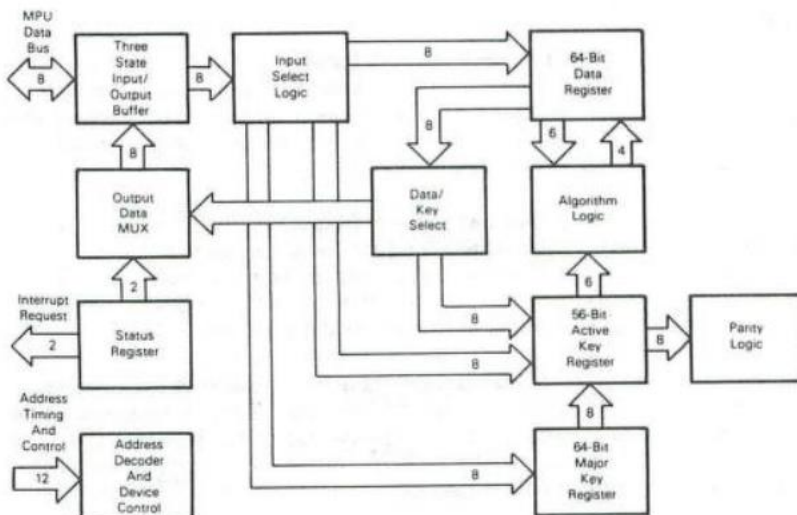 MPU
Data
Bus
8
Three
State
Input/
Output
Buffer
8
Input
Select
Logic
8
64-Bit
Data
Register
8
8
6
4
Output
Data
MUX
Data/
Key
Select
Algorithm
Logic
2
6
Interrupt
Request
2
Status
Register
8
56-Bit
Active
Key
Register
8
Parity
Logic
8
8
Address
Timing
And
Control
12
Address
Decoder
And
Device
Control
8
64-Bit
Major
Key
Register